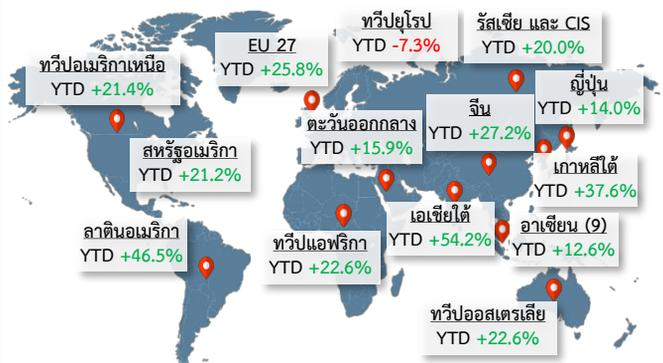 ทวีปยุโรป
YTD -7.3%
รัสเซีย และ CIS
YTD +20.0%
EU 27
YTD +25.8%
ทวีปอเมริกาเหนือ
YTD +21.4%
ญี่ปุ่น
YTD +14.0%
จีน
YTD +27.2%
ตะวันออกกลาง
YTD +15.9%
สหรัฐอเมริกา
YTD +21.2%
เกาหลีใต้
YTD +37.6%
ลาตินอเมริกา
YTD +46.5%
ทวีปแอฟริกา
YTD +22.6%
เอเชียใต้
YTD +54.2%
อาเซียน (9)
YTD +12.6%
ทวีปออสเตรเลีย
YTD +22.6%